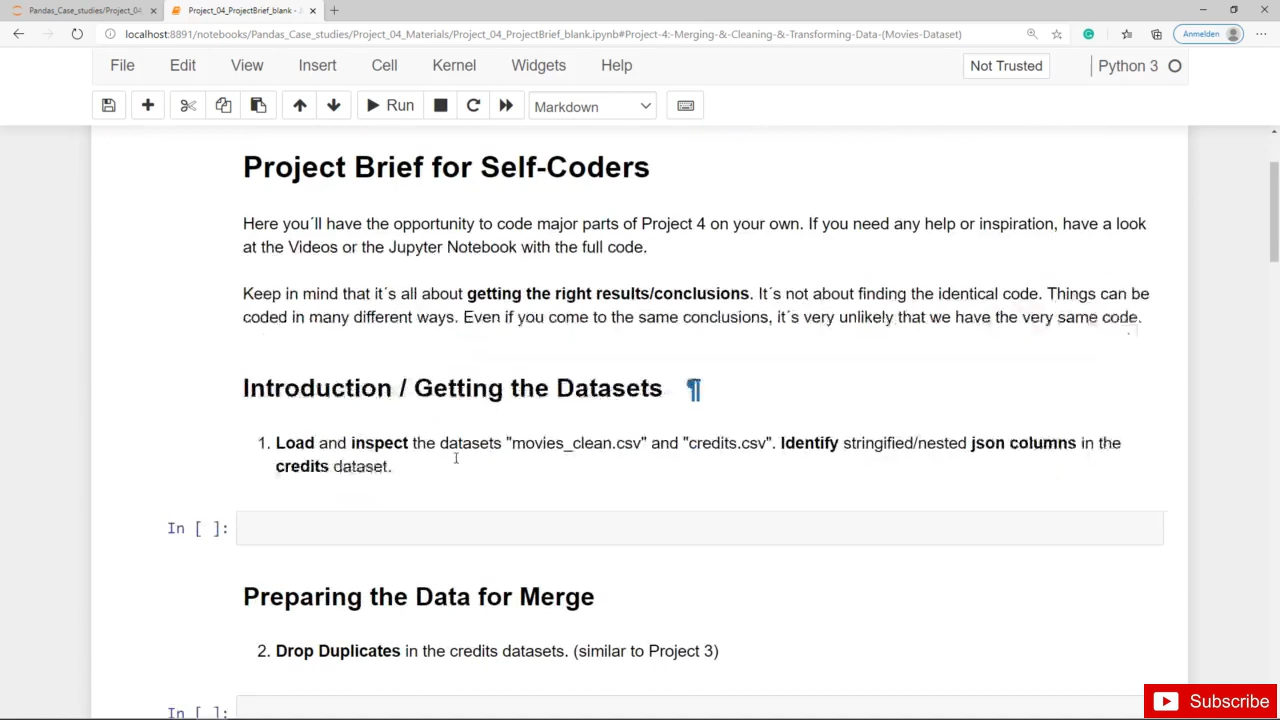 Pandas_Case_studies/Project_04
Project_04_ProjectBrief_blank -
localhost:8891/notebooks/Pandas_Case_studies/Project_04_Materials/Project_04_ProjectBrief_blank.ipynb#Project-4:-Merging-&-Cleaning-&-Transforming-Data-(Movies-Dataset)
Anmelden
File Edit View Insert Cell Kernel Widgets Help Not Trusted Python 3
Run Markdown
Project Brief for Self-Coders
Here you´ll have the opportunity to code major parts of Project 4 on your own. If you need any help or inspiration, have a look
at the Videos or the Jupyter Notebook with the full code.
Keep in mind that it´s all about getting the right results/conclusions. It´s not about finding the identical code. Things can be
coded in many different ways. Even if you come to the same conclusions, it´s very unlikely that we have the very same code.
Introduction / Getting the Datasets ¶
1. Load and inspect the datasets "movies_clean.csv" and "credits.csv". Identify stringified/nested json columns in the
credits dataset.
In [ ]:
Preparing the Data for Merge
2. Drop Duplicates in the credits datasets. (similar to Project 3)
In [ ]:
Subscribe